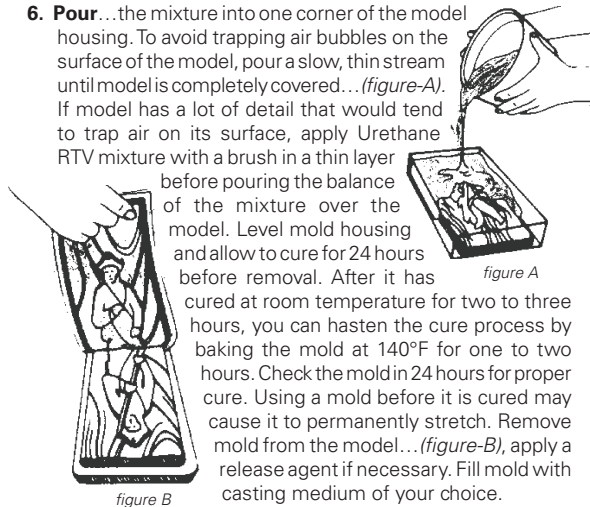 6. Pour…the mixture into one corner of the model
housing. To avoid trapping air bubbles on the
surface of the model, pour a slow, thin stream
until model is completely covered…(figure-A).
If model has a lot of detail that would tend
to trap air on its surface, apply Urethane
RTV mixture with a brush in a thin layer
before pouring the balance
of the mixture over the
model. Level mold housing
and allow to cure for 24 hours
before removal. After it has
figure A
cured at room temperature for two to three
hours, you can hasten the cure process by
baking the mold at 140°F for one to two
hours. Check the mold in 24 hours for proper
cure. Using a mold before it is cured may
cause it to permanently stretch. Remove
mold from the model…(figure-B), apply a
release agent if necessary. Fill mold with
casting medium of your choice.
figure B